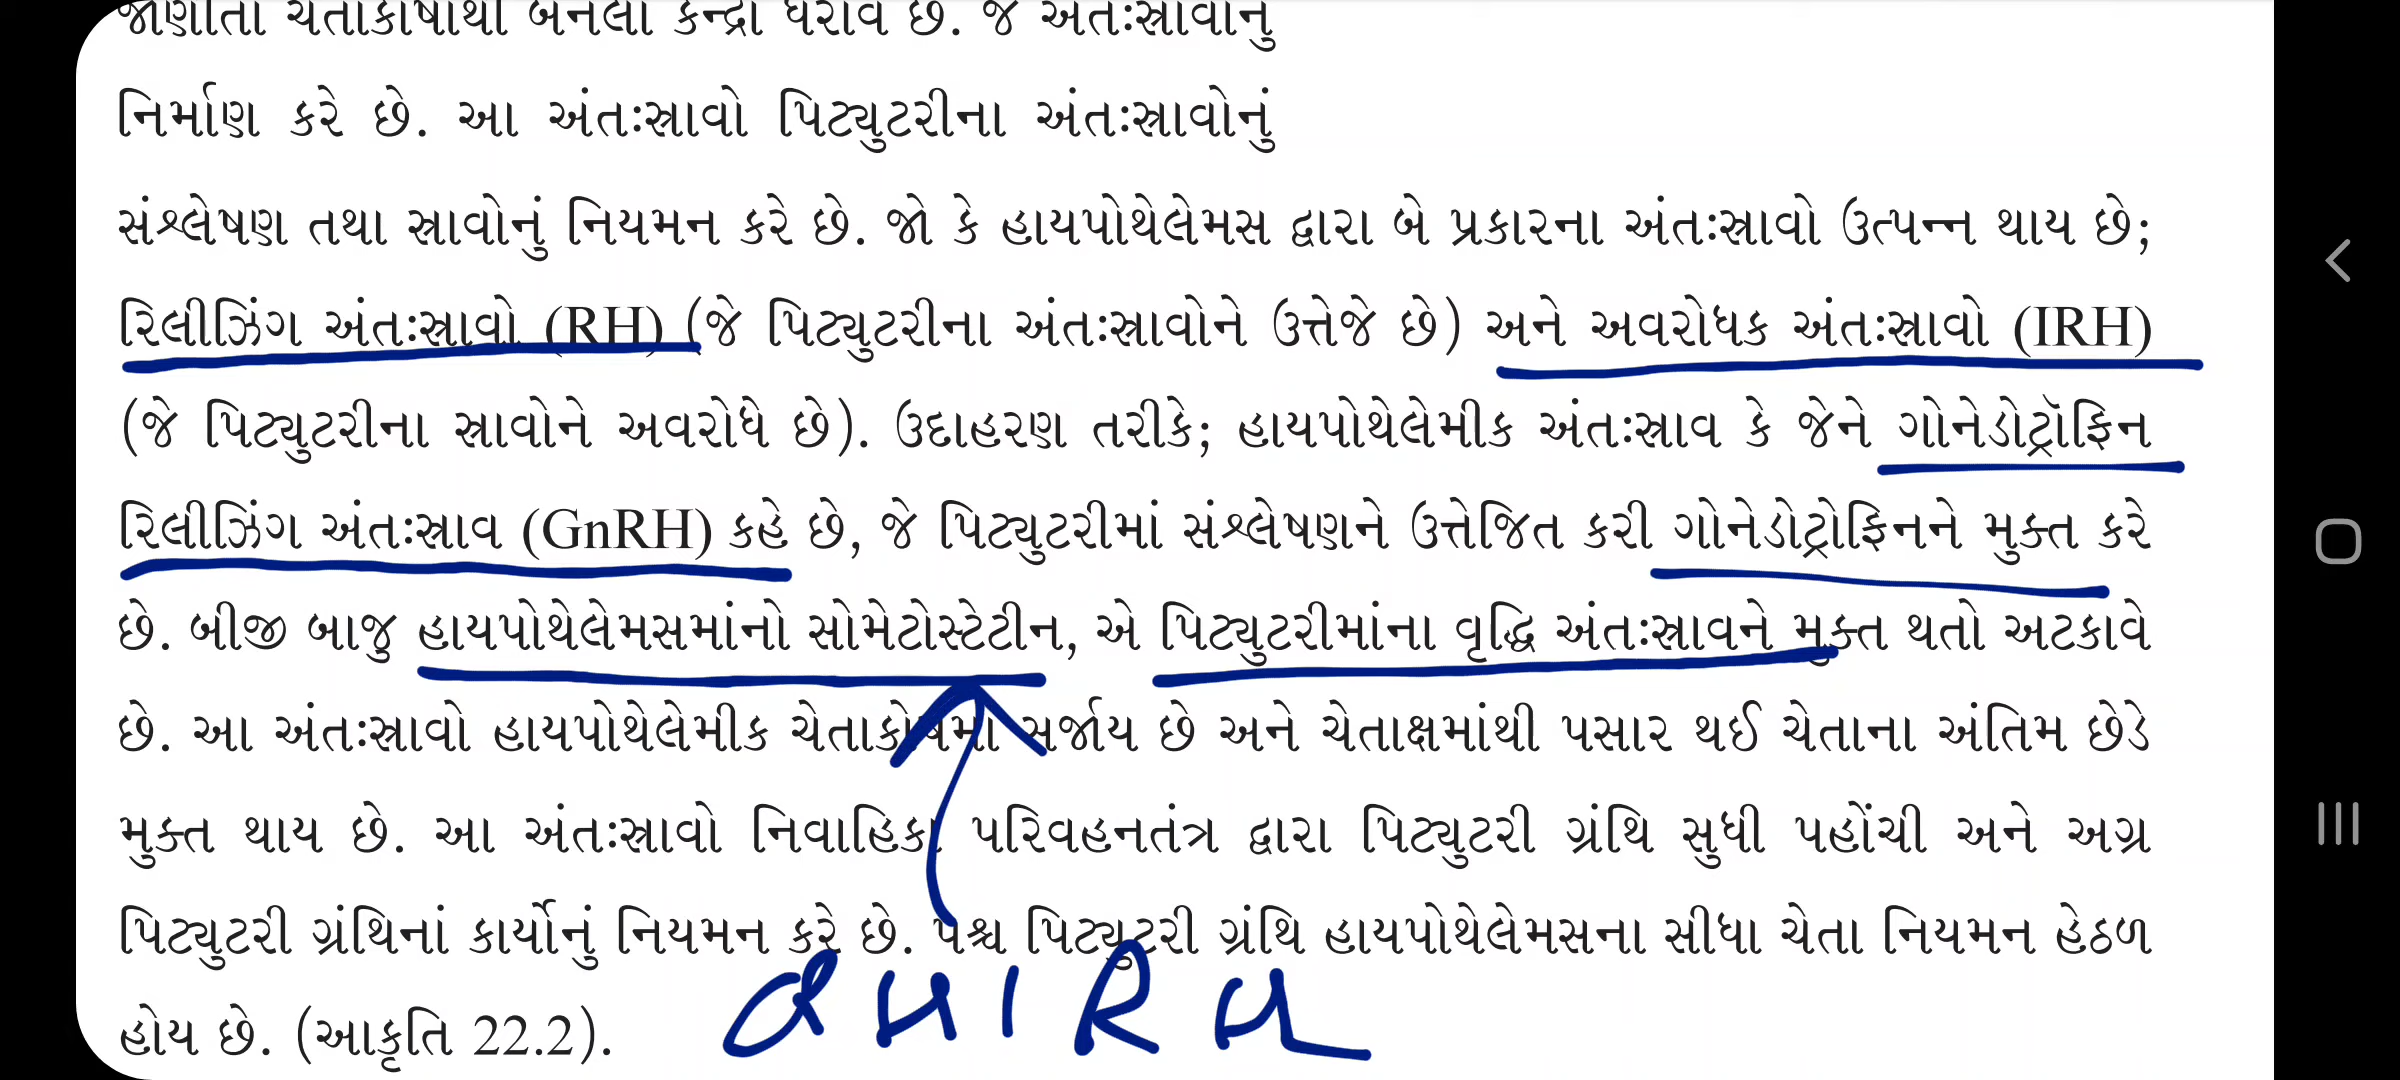 જાણીતા ચેતાકોષોથી બનેલાં કેન્દ્રો ધરાવે છે. જે અંતઃસ્રાવોનું
નિર્માણ કરે છે. આ અંતઃસ્રાવો પિટ્યુટરીના અંતઃસ્રાવોનું
સંશ્લેષણ તથા સ્રાવોનું નિયમન કરે છે. જો કે હાયપોથેલેમસ દ્વારા બે પ્રકારના અંતઃસ્રાવો ઉત્પન્ન થાય છે;
રિલીઝિંગ અંતઃસ્રાવો (RH) (જે પિટ્યુટરીના અંતઃસ્રાવોને ઉત્તેજે છે) અને અવરોધક અંતઃસ્રાવો (IRH)
(જે પિટ્યુટરીના સ્રાવોને અવરોધે છે). ઉદાહરણ તરીકે; હાયપોથેલેમીક અંતઃસ્રાવ કે જેને ગોનેડોટ્રૉફિન
રિલીઝિંગ અંતઃસ્રાવ (GnRH) કહે છે, જે પિટ્યુટરીમાં સંશ્લેષણને ઉત્તેજિત કરી ગોનેડોટ્રોફિનને મુક્ત કરે
છે. બીજી બાજુ હાયપોથેલેમસમાંનો સોમેટોસ્ટેટીન, એ પિટ્યુટરીમાંના વૃદ્ધિ અંતઃસ્રાવને મુક્ત થતો અટકાવે
છે. આ અંતઃસ્રાવો હાયપોથેલેમીક ચેતાકોષમાં સર્જાય છે અને ચેતાક્ષમાંથી પસાર થઈ ચેતાના અંતિમ છેડે
મુક્ત થાય છે. આ અંતઃસ્રાવો નિવાહિકા પરિવહનતંત્ર દ્વારા પિટ્યુટરી ગ્રંથિ સુધી પહોંચી અને અગ્ર
પિટ્યુટરી ગ્રંથિનાં કાર્યોનું નિયમન કરે છે. પશ્ચ પિટ્યુટરી ગ્રંથિ હાયપોથેલેમસના સીધા ચેતા નિયમન હેઠળ
હોય છે. (આકૃતિ 22.2).